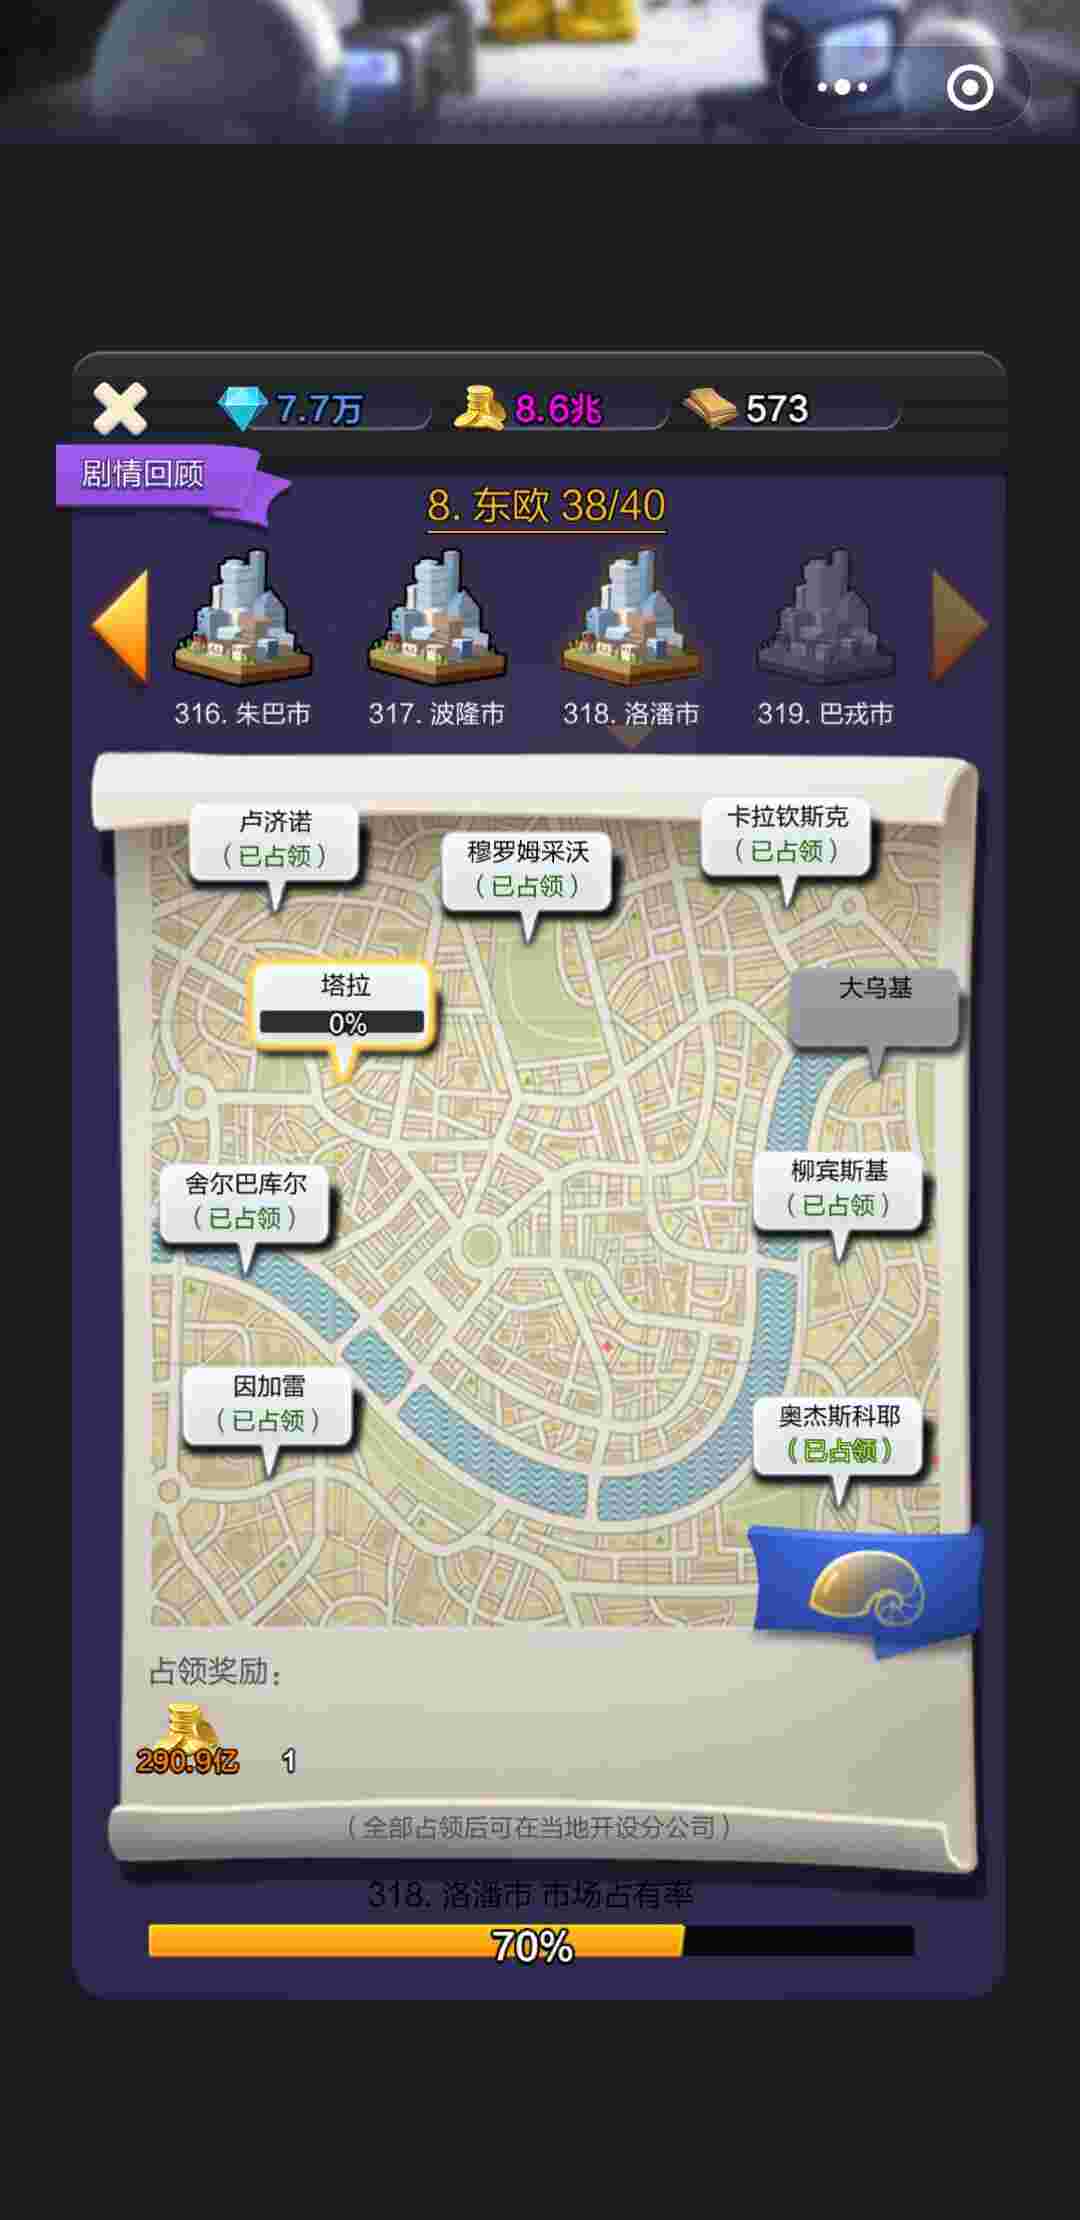 7.7万
8.6兆
573
剧情回顾
8. 东欧 38/40
316. 朱巴市
317. 波隆市
318. 洛潘市
319. 巴戎市
卢济诺
（已占领）
穆罗姆采沃
（已占领）
卡拉钦斯克
（已占领）
塔拉
0%
大乌基
舍尔巴库尔
（已占领）
柳宾斯基
（已占领）
因加雷
（已占领）
奥杰斯科耶
（已占领）
占领奖励：
290.9亿
1
（全部占领后可在当地开设分公司）
318. 洛潘市 市场占有率
70%